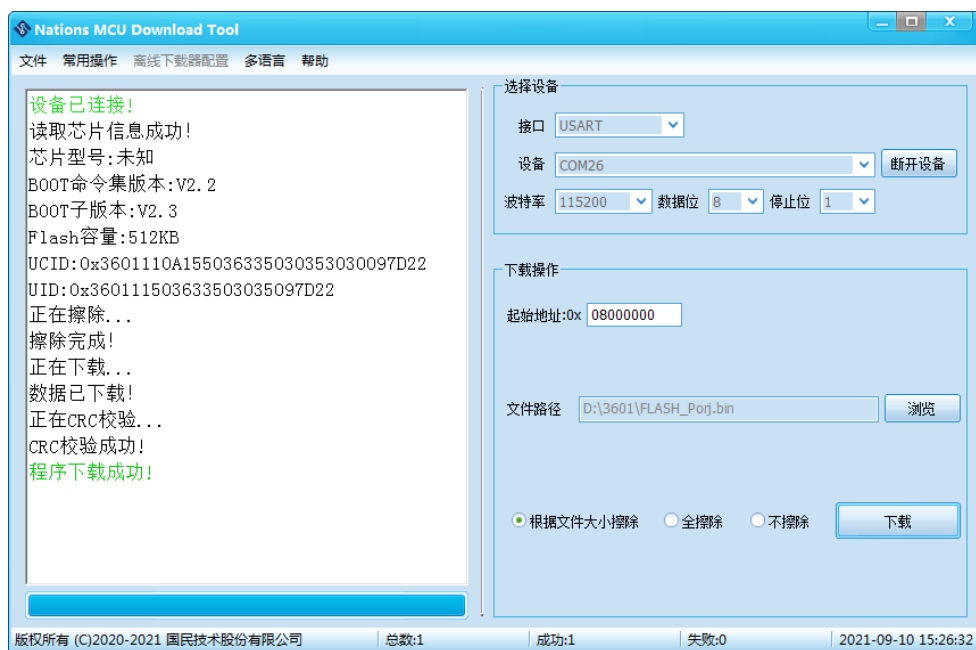 Nations MCU Download Tool
文件 常用操作 离线下载器配置 多语言 帮助
设备已连接!
读取芯片信息成功!
芯片型号:未知
BOOT命令集版本:V2.2
BOOT子版本:V2.3
Flash容量:512KB
UCID:0x3601110A155036335030353030097D22
UID:0x360111503633503035097D22
正在擦除...
擦除完成!
正在下载...
数据已下载!
正在CRC校验...
CRC校验成功!
程序下载成功!
选择设备
接口 USART
设备 COM26 断开设备
波特率 115200 数据位 8 停止位 1
下载操作
起始地址:0x 08000000
文件路径 D:\3601\FLASH_Porj.bin 浏览
根据文件大小擦除 全擦除 不擦除 下载
版权所有 (C)2020-2021 国民技术股份有限公司 总数:1 成功:1 失败:0 2021-09-10 15:26:32